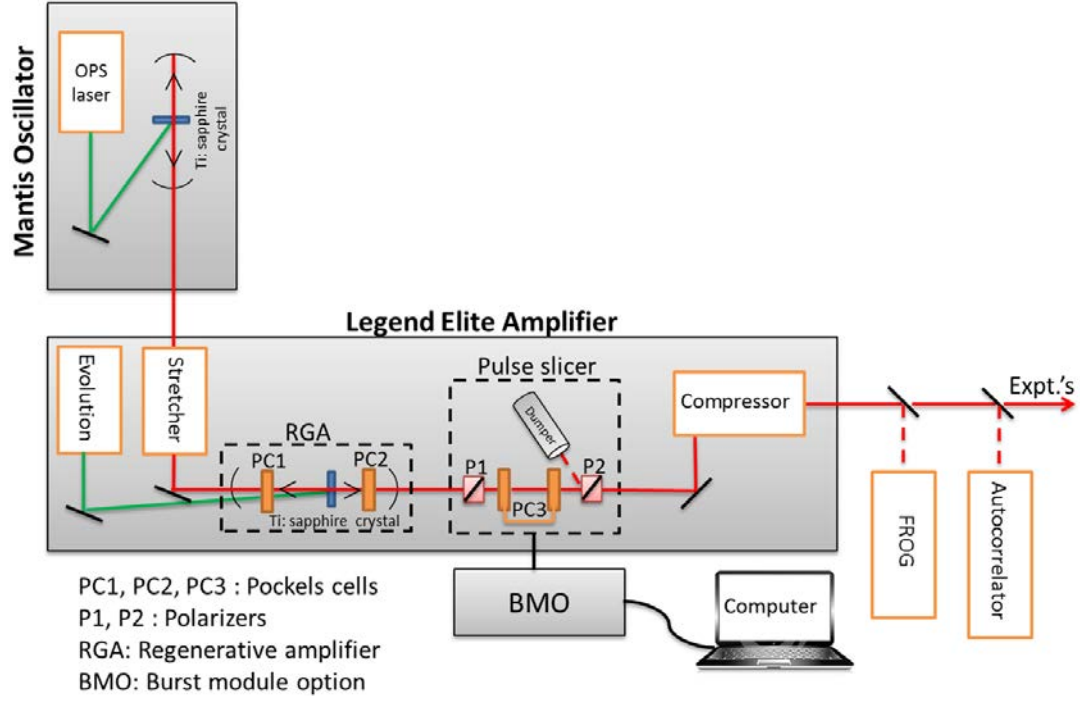 Mantis Oscillator
OPS
laser
Ti: sapphire
crystal
Legend Elite Amplifier
Evolution
Stretcher
RGA
PC1
PC2
Ti: sapphire crystal
Pulse slicer
Dumper
P1
P2
PC3
Compressor
Expt.'s
FROG
Autocorrelator
BMO
Computer
PC1, PC2, PC3 : Pockels cells
P1, P2 : Polarizers
RGA: Regenerative amplifier
BMO: Burst module option